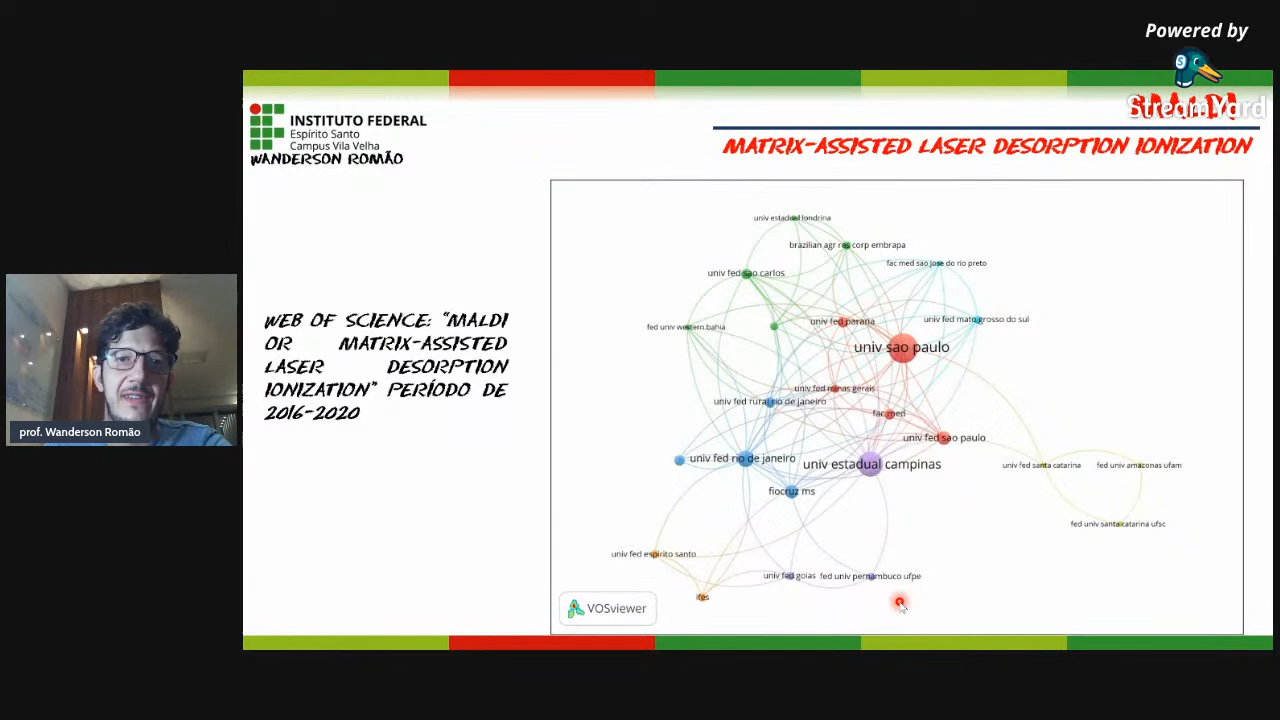 Powered by
StreamYard
MALDI
INSTITUTO FEDERAL
Espírito Santo
Campus Vila Velha
WANDERSON ROMÃO
MATRIX-ASSISTED LASER DESORPTION IONIZATION
WEB OF SCIENCE: “MALDI
OR MATRIX-ASSISTED
LASER DESORPTION
IONIZATION” PERÍODO DE
2016-2020
univ estadual londrina
brazilian agr res corp embrapa
fac med sao jose do rio preto
univ fed sao carlos
univ fed parana
univ fed mato grosso do sul
fed univ western bahia
univ sao paulo
univ fed minas gerais
univ fed rural rio de janeiro
fac med
univ fed sao paulo
univ fed rio de janeiro
univ estadual campinas
univ fed santa catarina
fed univ amazonas ufam
fiocruz ms
fed univ santa catarina ufsc
univ fed espirito santo
univ fed goias
fed univ pernambuco ufpe
ifes
VOSviewer
prof. Wanderson Romão